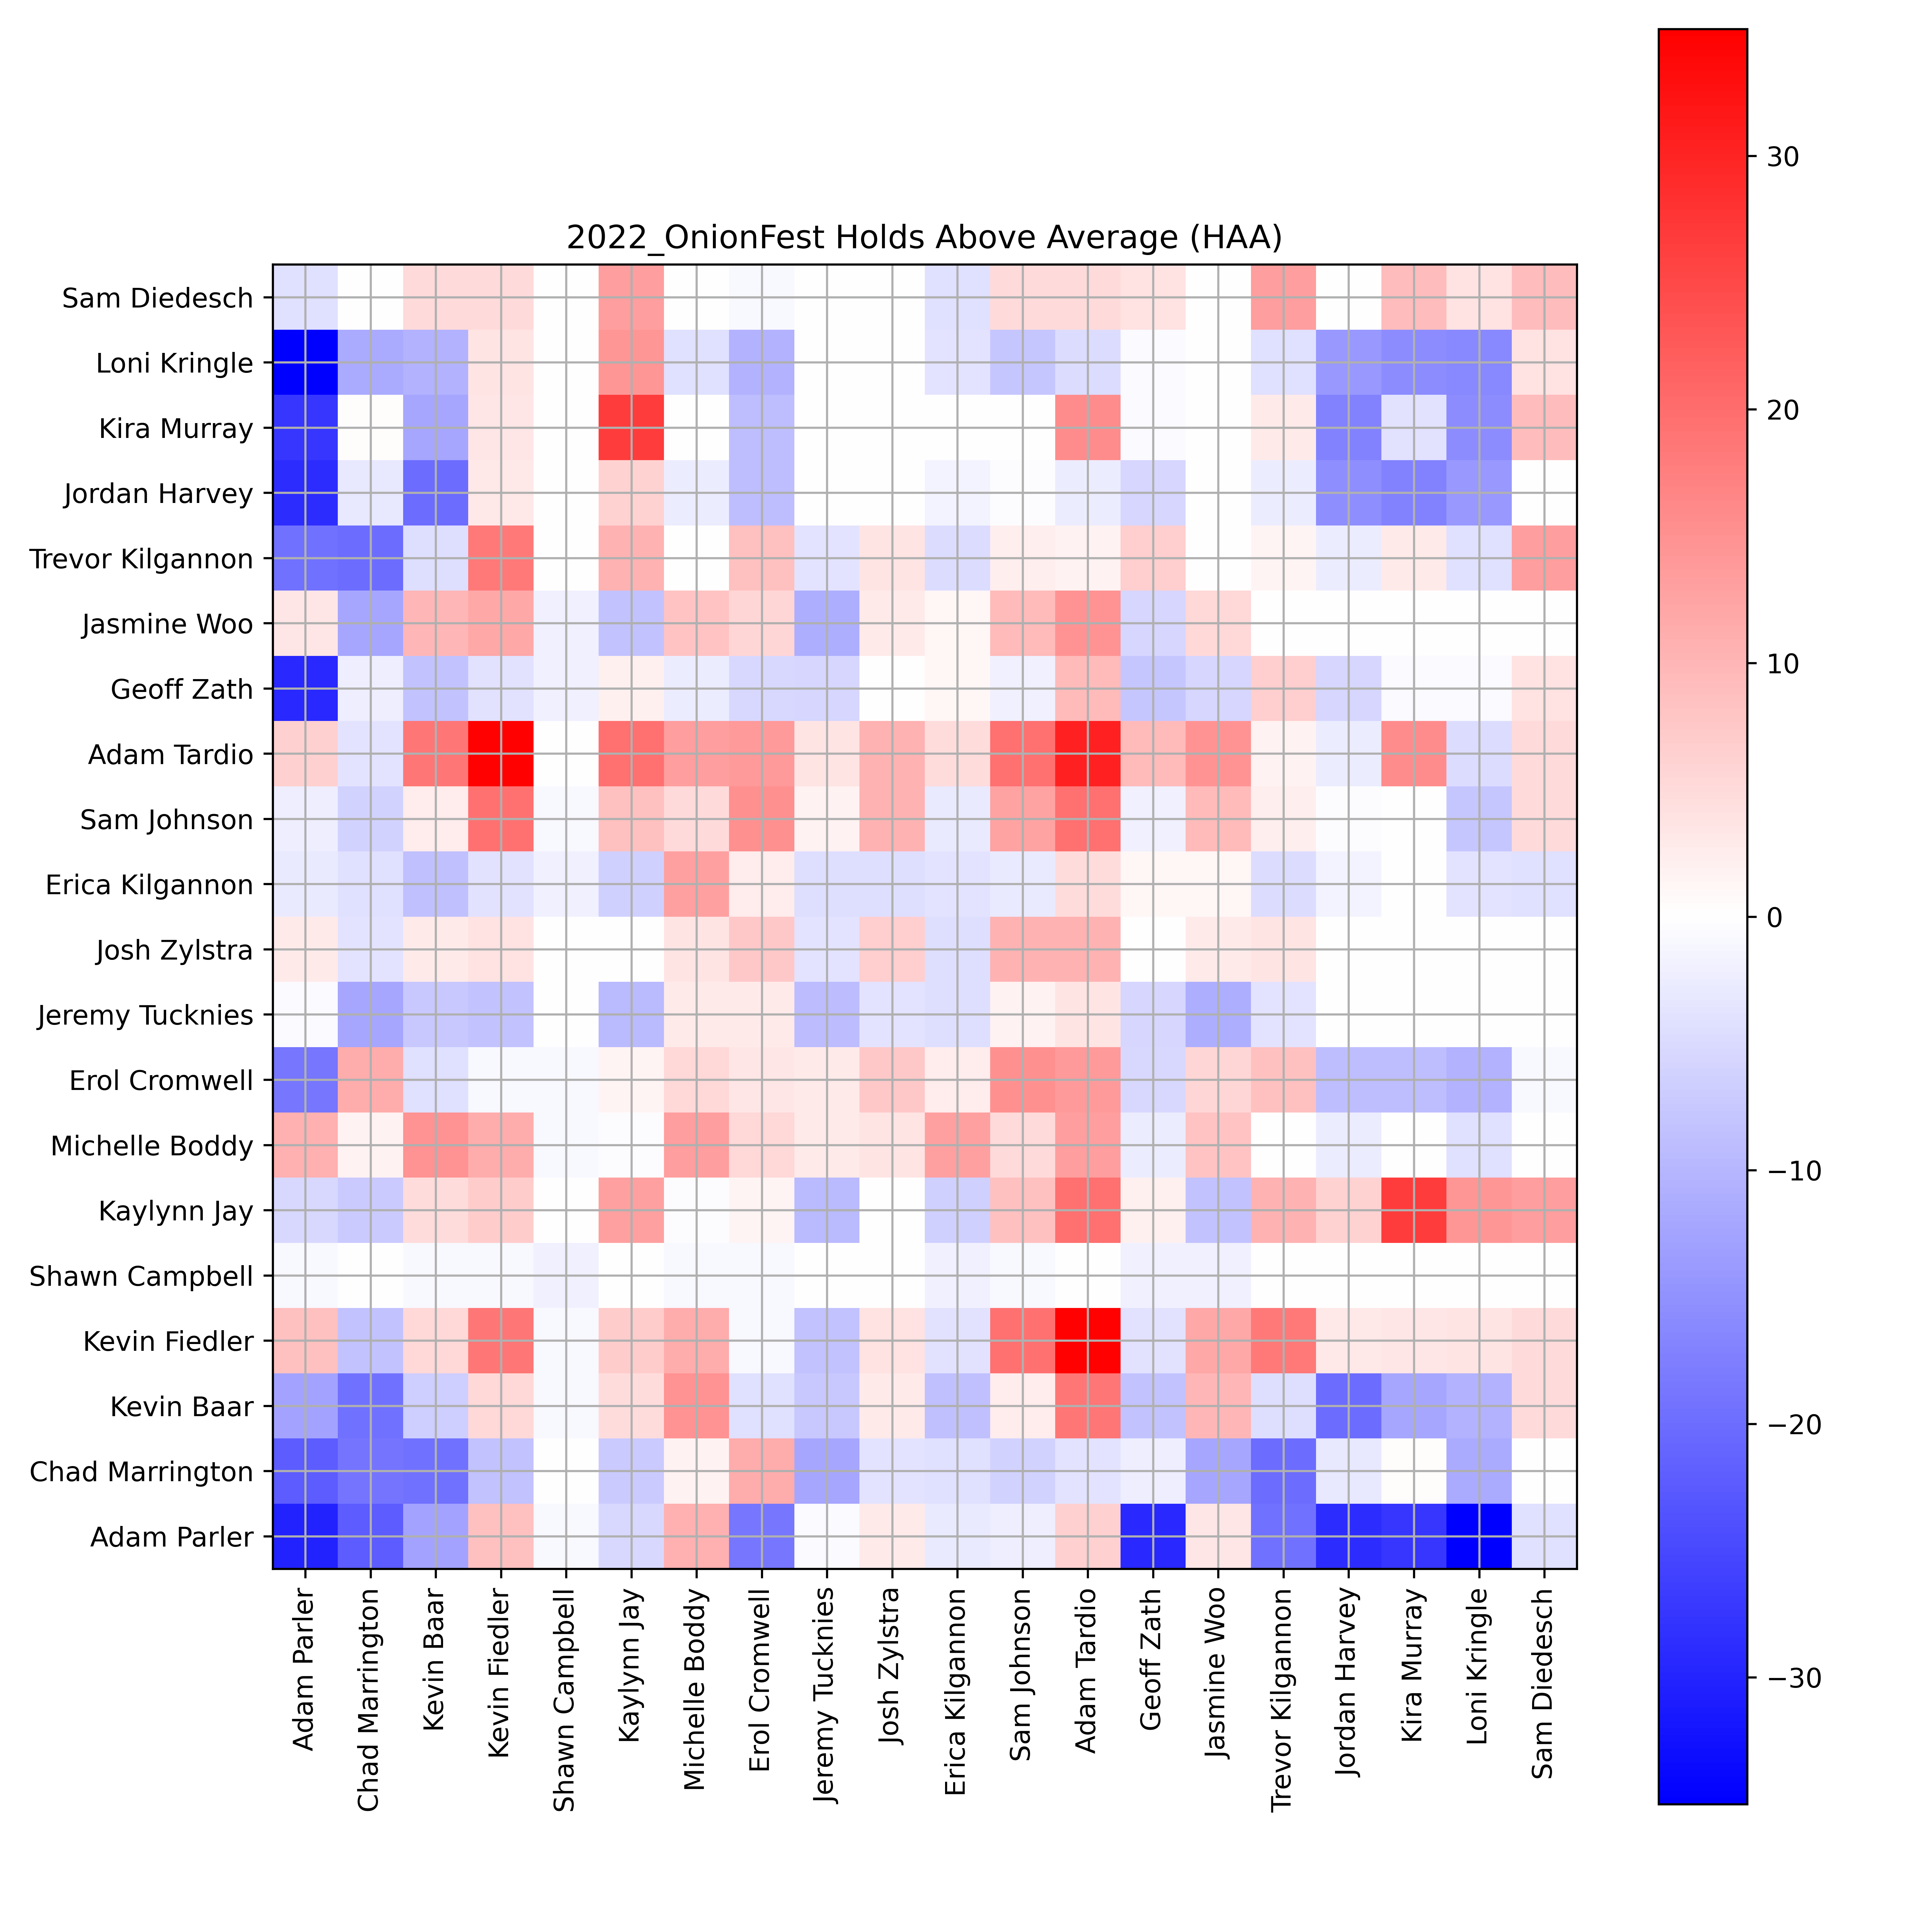 2022_OnionFest Holds Above Average (HAA)
Sam Diedesch
Loni Kringle
Kira Murray
Jordan Harvey
Trevor Kilgannon
Jasmine Woo
Geoff Zath
Adam Tardio
Sam Johnson
Erica Kilgannon
Josh Zylstra
Jeremy Tucknies
Erol Cromwell
Michelle Boddy
Kaylynn Jay
Shawn Campbell
Kevin Fiedler
Kevin Baar
Chad Marrington
Adam Parler
Adam Parler
Chad Marrington
Kevin Baar
Kevin Fiedler
Shawn Campbell
Kaylynn Jay
Michelle Boddy
Erol Cromwell
Jeremy Tucknies
Josh Zylstra
Erica Kilgannon
Sam Johnson
Adam Tardio
Geoff Zath
Jasmine Woo
Trevor Kilgannon
Jordan Harvey
Kira Murray
Loni Kringle
Sam Diedesch
30
20
10
0
−10
−20
−30